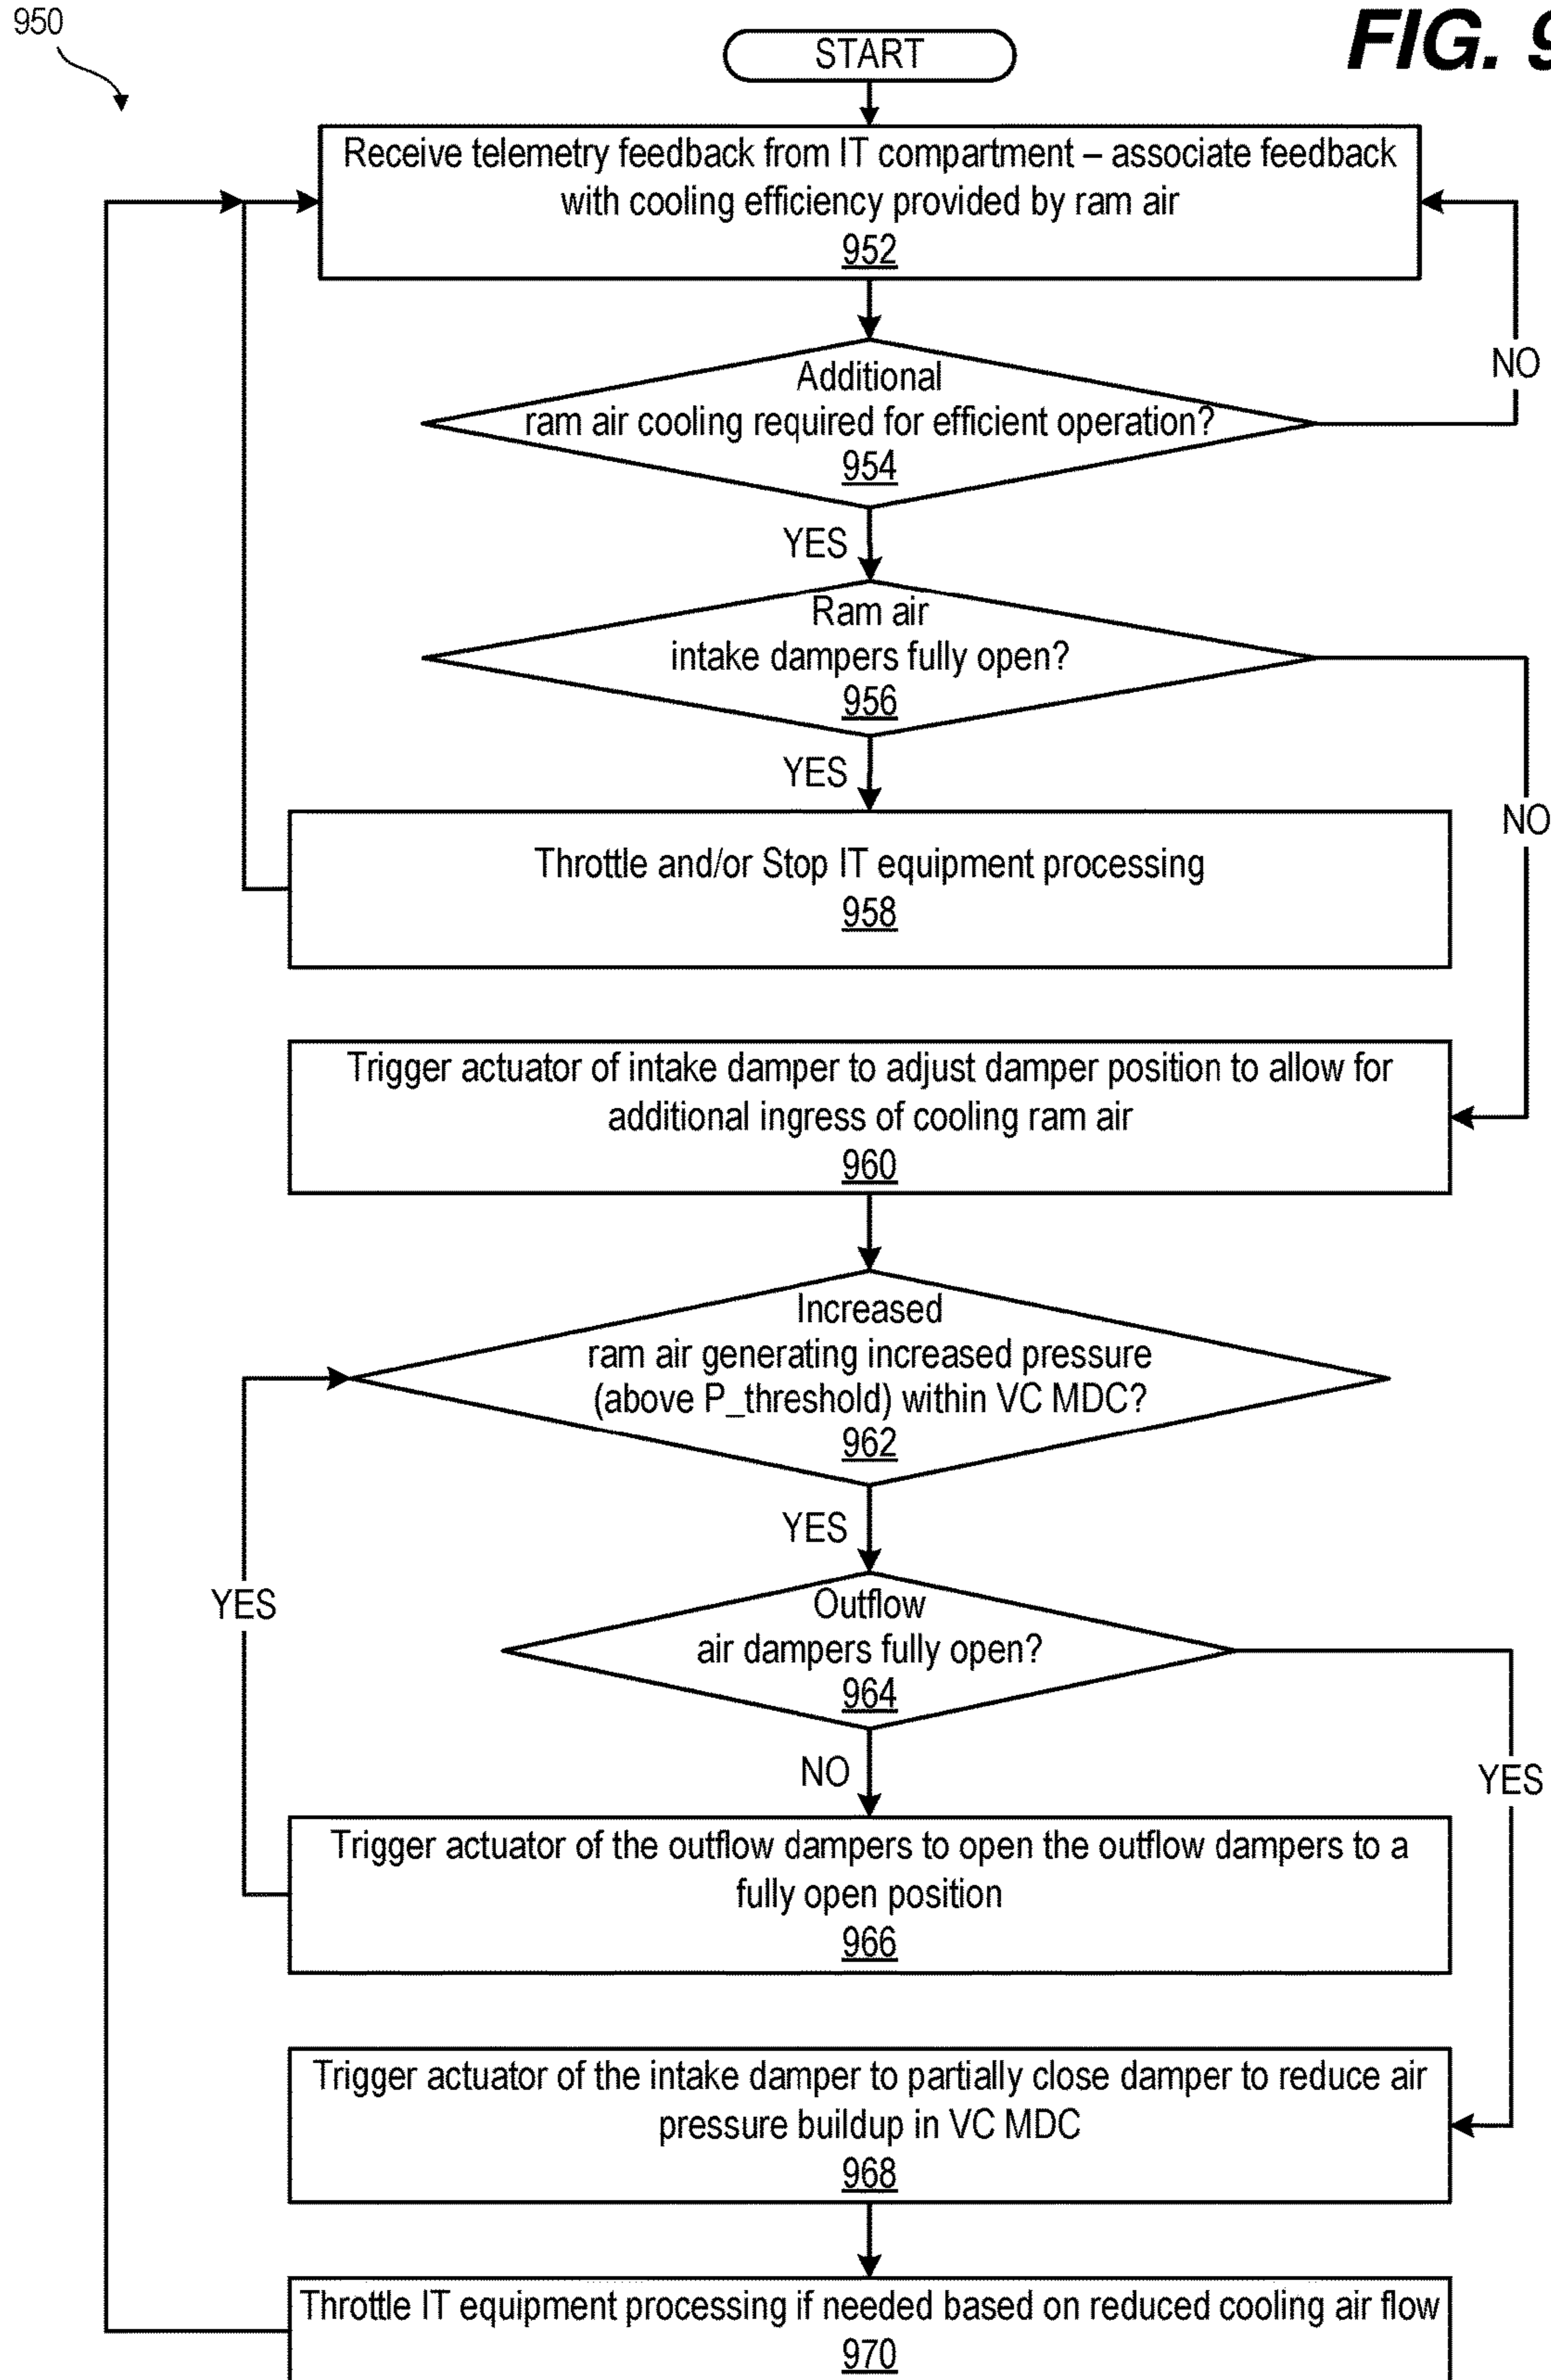 950
FIG. 9
START
Receive telemetry feedback from IT compartment – associate feedback
with cooling efficiency provided by ram air
952
Additional
ram air cooling required for efficient operation?
954
NO
YES
Ram air
intake dampers fully open?
956
YES
NO
Throttle and/or Stop IT equipment processing
958
Trigger actuator of intake damper to adjust damper position to allow for
additional ingress of cooling ram air
960
Increased
ram air generating increased pressure
(above P_threshold) within VC MDC?
962
YES
YES
Outflow
air dampers fully open?
964
NO
YES
Trigger actuator of the outflow dampers to open the outflow dampers to a
fully open position
966
Trigger actuator of the intake damper to partially close damper to reduce air
pressure buildup in VC MDC
968
Throttle IT equipment processing if needed based on reduced cooling air flow
970